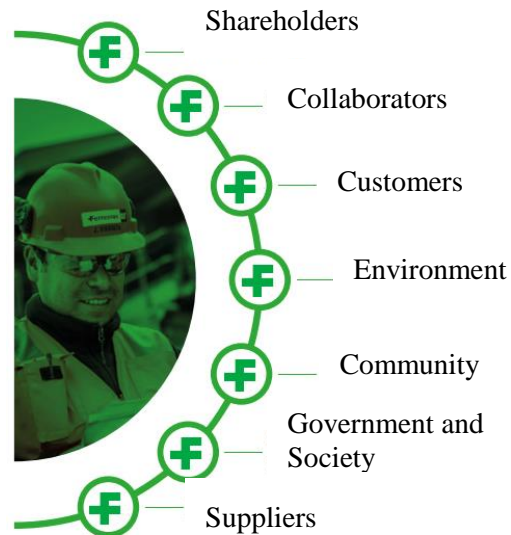 Shareholders
Collaborators
Customers
Environment
Community
Government and
Society
Suppliers